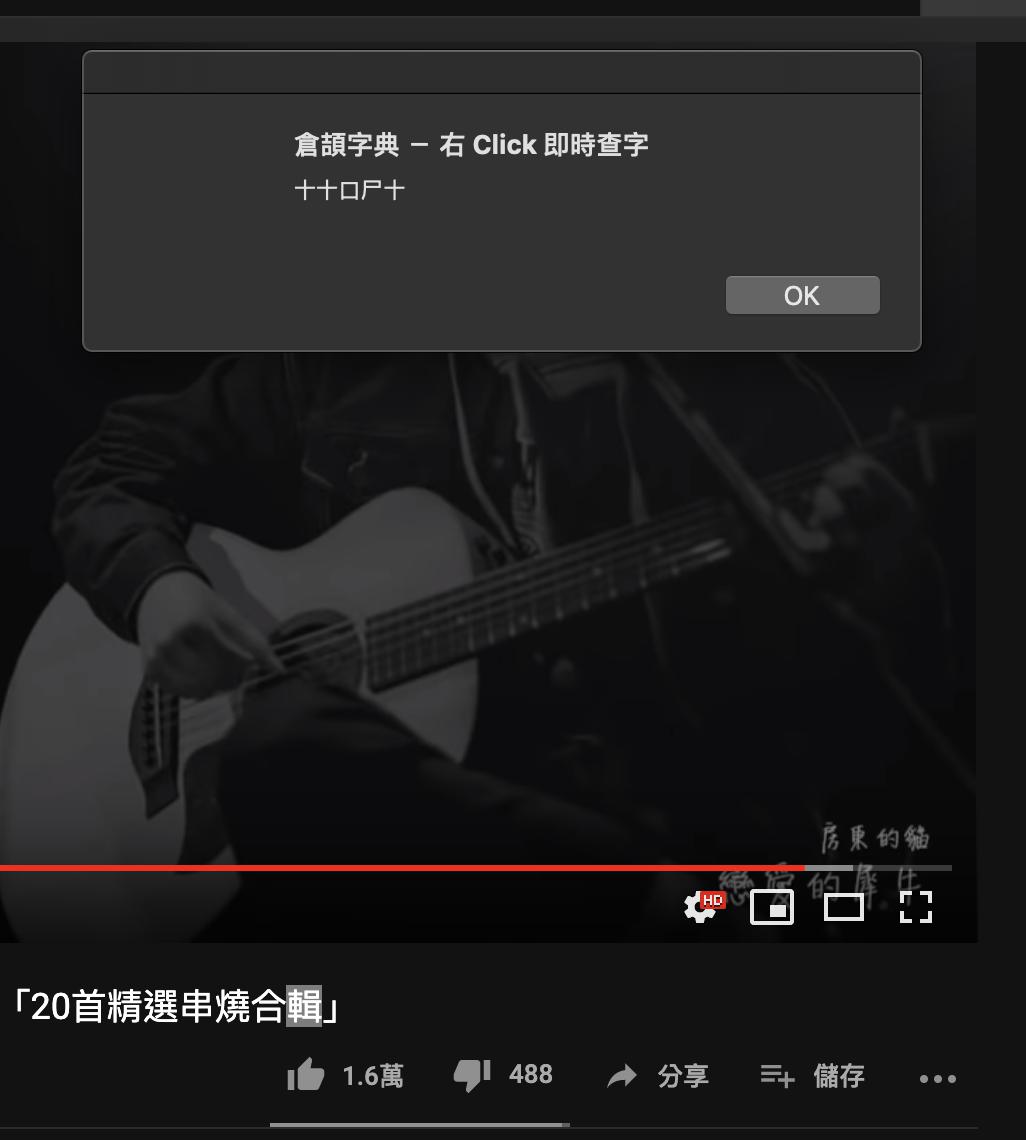 倉頡字典 － 右 Click 即時查字
十十口尸十
OK
房東的貓
戀愛的犀牛
HD
「20首精選串燒合輯」
1.6萬
488
分享
儲存